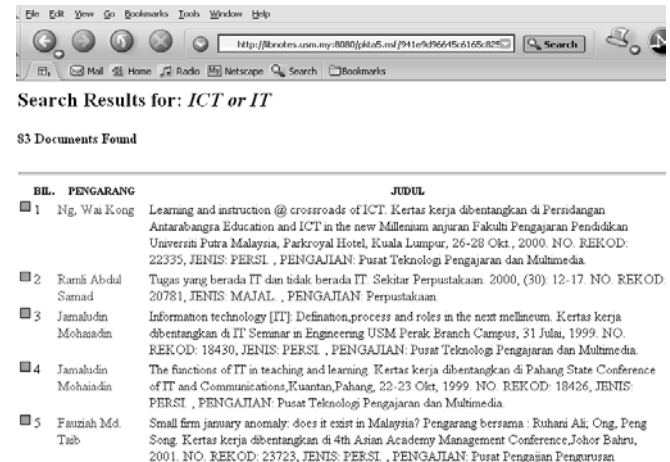 File Edit View Go Bookmarks Tools Window Help
http://libnotes.usm.my:8080/pkta5.nsf/941e9d96645c6165c825 Search
Mail Home Radio My Netscape Search Bookmarks
Search Results for: ICT or IT
83 Documents Found
BIL. PENGARANG JUDUL
1 Ng, Wai Kong Learning and instruction @ crossroads of ICT. Kertas kerja dibentangkan di Persidangan
Antarabangsa Education and ICT in the new Millenium anjuran Fakulti Pengajaran Pendidikan
Universiti Putra Malaysia, Parkroyal Hotel, Kuala Lumpur, 26-28 Okt., 2000. NO. REKOD:
22335, JENIS: PERSI. , PENGAJIAN: Pusat Teknologi Pengajaran dan Multimedia.
2 Ramli Abdul Tugas yang berada IT dan tidak berada IT. Sekitar Perpustakaan. 2000, (30): 12-17. NO. REKOD:
Samad 20781, JENIS: MAJAL. , PENGAJIAN: Perpustakaan.
3 Jamaludin Information technology [IT]: Defination,process and roles in the next mellineum. Kertas kerja
Mohaiadin dibentangkan di IT Seminar in Engineering USM Perak Branch Campus, 31 Julai, 1999. NO.
REKOD: 18430, JENIS: PERSI. , PENGAJIAN: Pusat Teknologi Pengajaran dan Multimedia.
4 Jamaludin The functions of IT in teaching and learning. Kertas kerja dibentangkan di Pahang State Conference
Mohaiadin of IT and Communications,Kuantan,Pahang, 22-23 Okt, 1999. NO. REKOD: 18426, JENIS:
PERSI. , PENGAJIAN: Pusat Teknologi Pengajaran dan Multimedia.
5 Fauziah Md. Small firm january anomaly: does it exist in Malaysia? Pengarang bersama : Ruhani Ali; Ong, Peng
Taib Song. Kertas kerja dibentangkan di 4th Asian Academy Management Conference,Johor Bahru,
2001. NO. REKOD: 23723, JENIS: PERSI. , PENGAJIAN: Pusat Pengajian Pengurusan